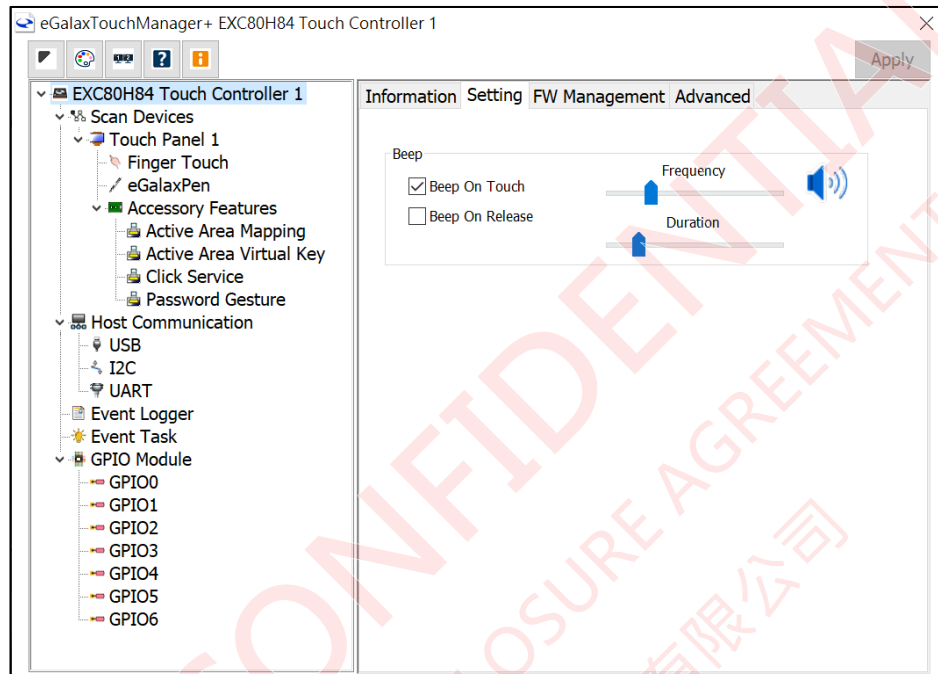 eGalaxTouchManager+ EXC80H84 Touch Controller 1
Apply
EXC80H84 Touch Controller 1
Scan Devices
Touch Panel 1
Finger Touch
eGalaxPen
Accessory Features
Active Area Mapping
Active Area Virtual Key
Click Service
Password Gesture
Host Communication
USB
I2C
UART
Event Logger
Event Task
GPIO Module
GPIO0
GPIO1
GPIO2
GPIO3
GPIO4
GPIO5
GPIO6
Information Setting FW Management Advanced
Beep
Beep On Touch
Beep On Release
Frequency
Duration
CONFIDENTIAL
OSURE AGREEMENT
有限公司